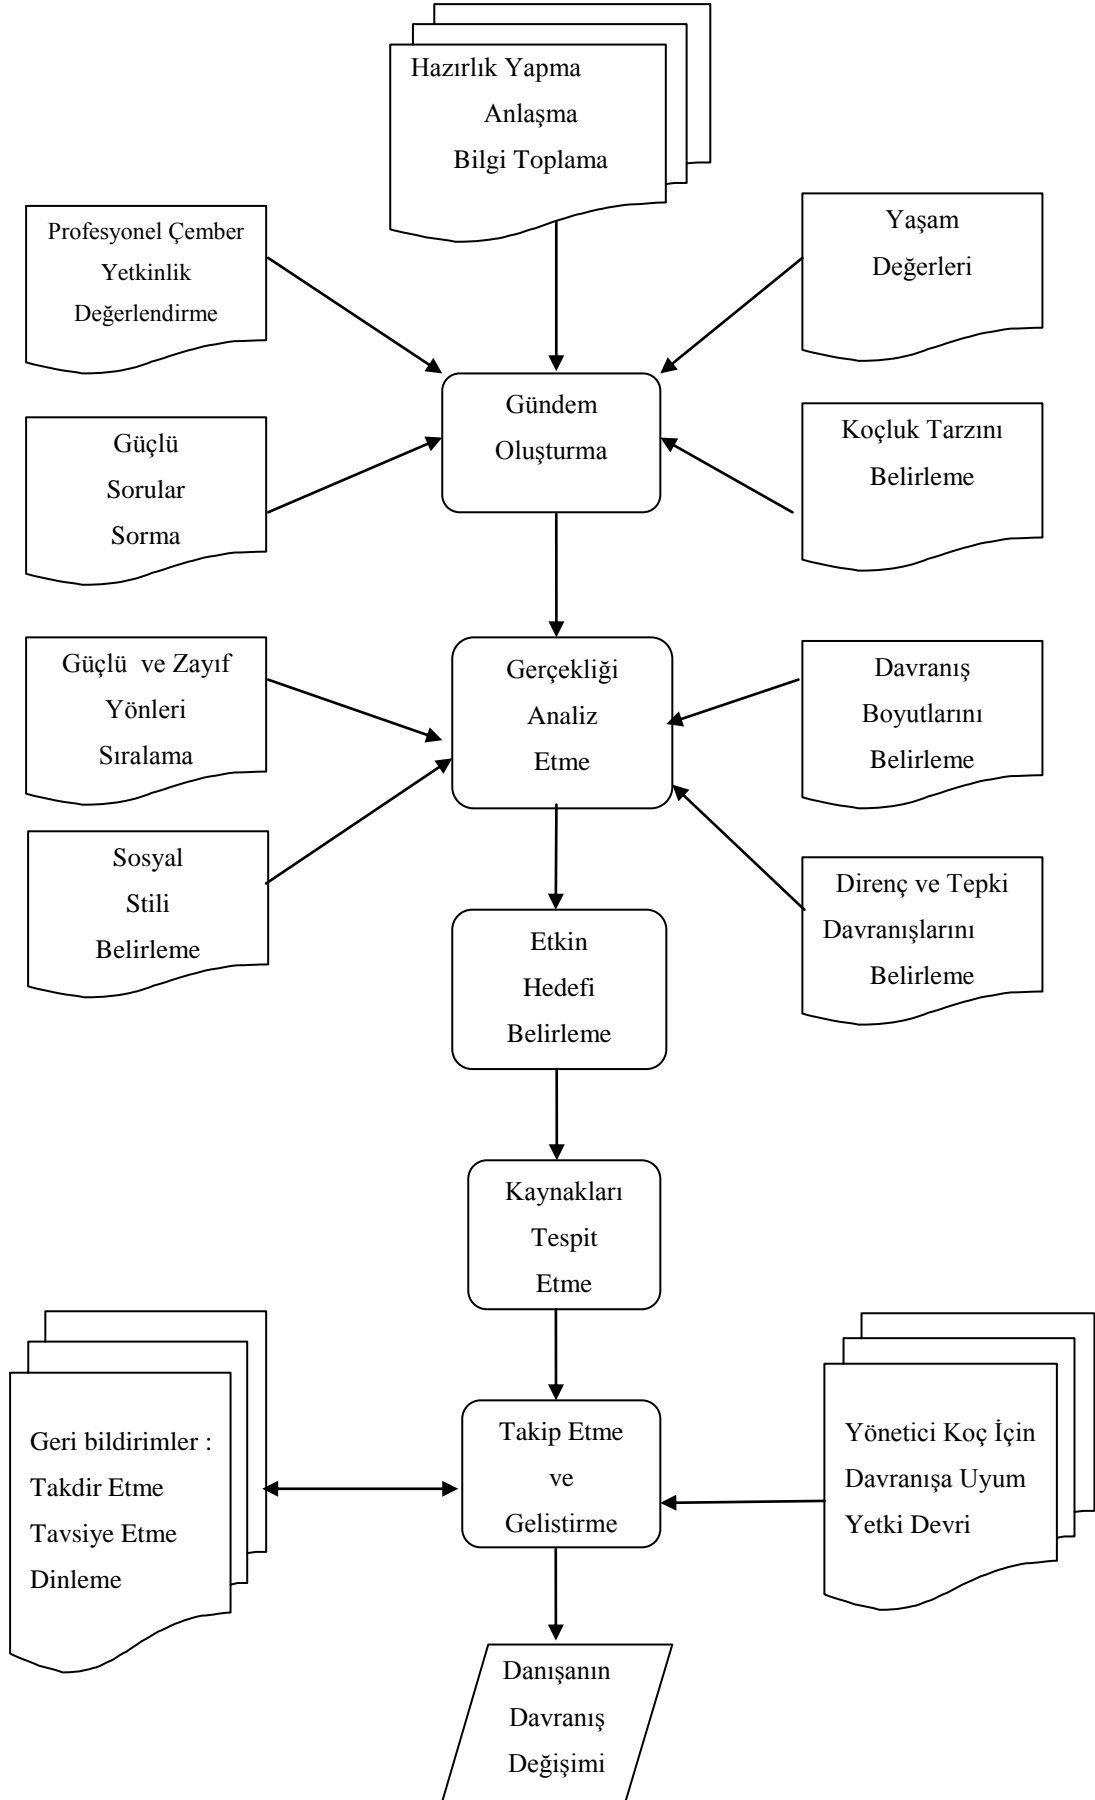 Hazırlık Yapma
Anlaşma
Bilgi Toplama
Profesyonel Çember
Yetkinlik
Değerlendirme
Yaşam
Değerleri
Gündem
Oluşturma
Güçlü
Sorular
Sorma
Koçluk Tarzını
Belirleme
Güçlü ve Zayıf
Yönleri
Sıralama
Gerçekliği
Analiz
Etme
Davranış
Boyutlarını
Belirleme
Sosyal
Stili
Belirleme
Direnç ve Tepki
Davranışlarını
Belirleme
Etkin
Hedefi
Belirleme
Kaynakları
Tespit
Etme
Geri bildirimler :
Takdir Etme
Tavsiye Etme
Dinleme
Takip Etme
ve
Gelistirme
Yönetici Koç İçin
Davranışa Uyum
Yetki Devri
Danışanın
Davranış
Değişimi